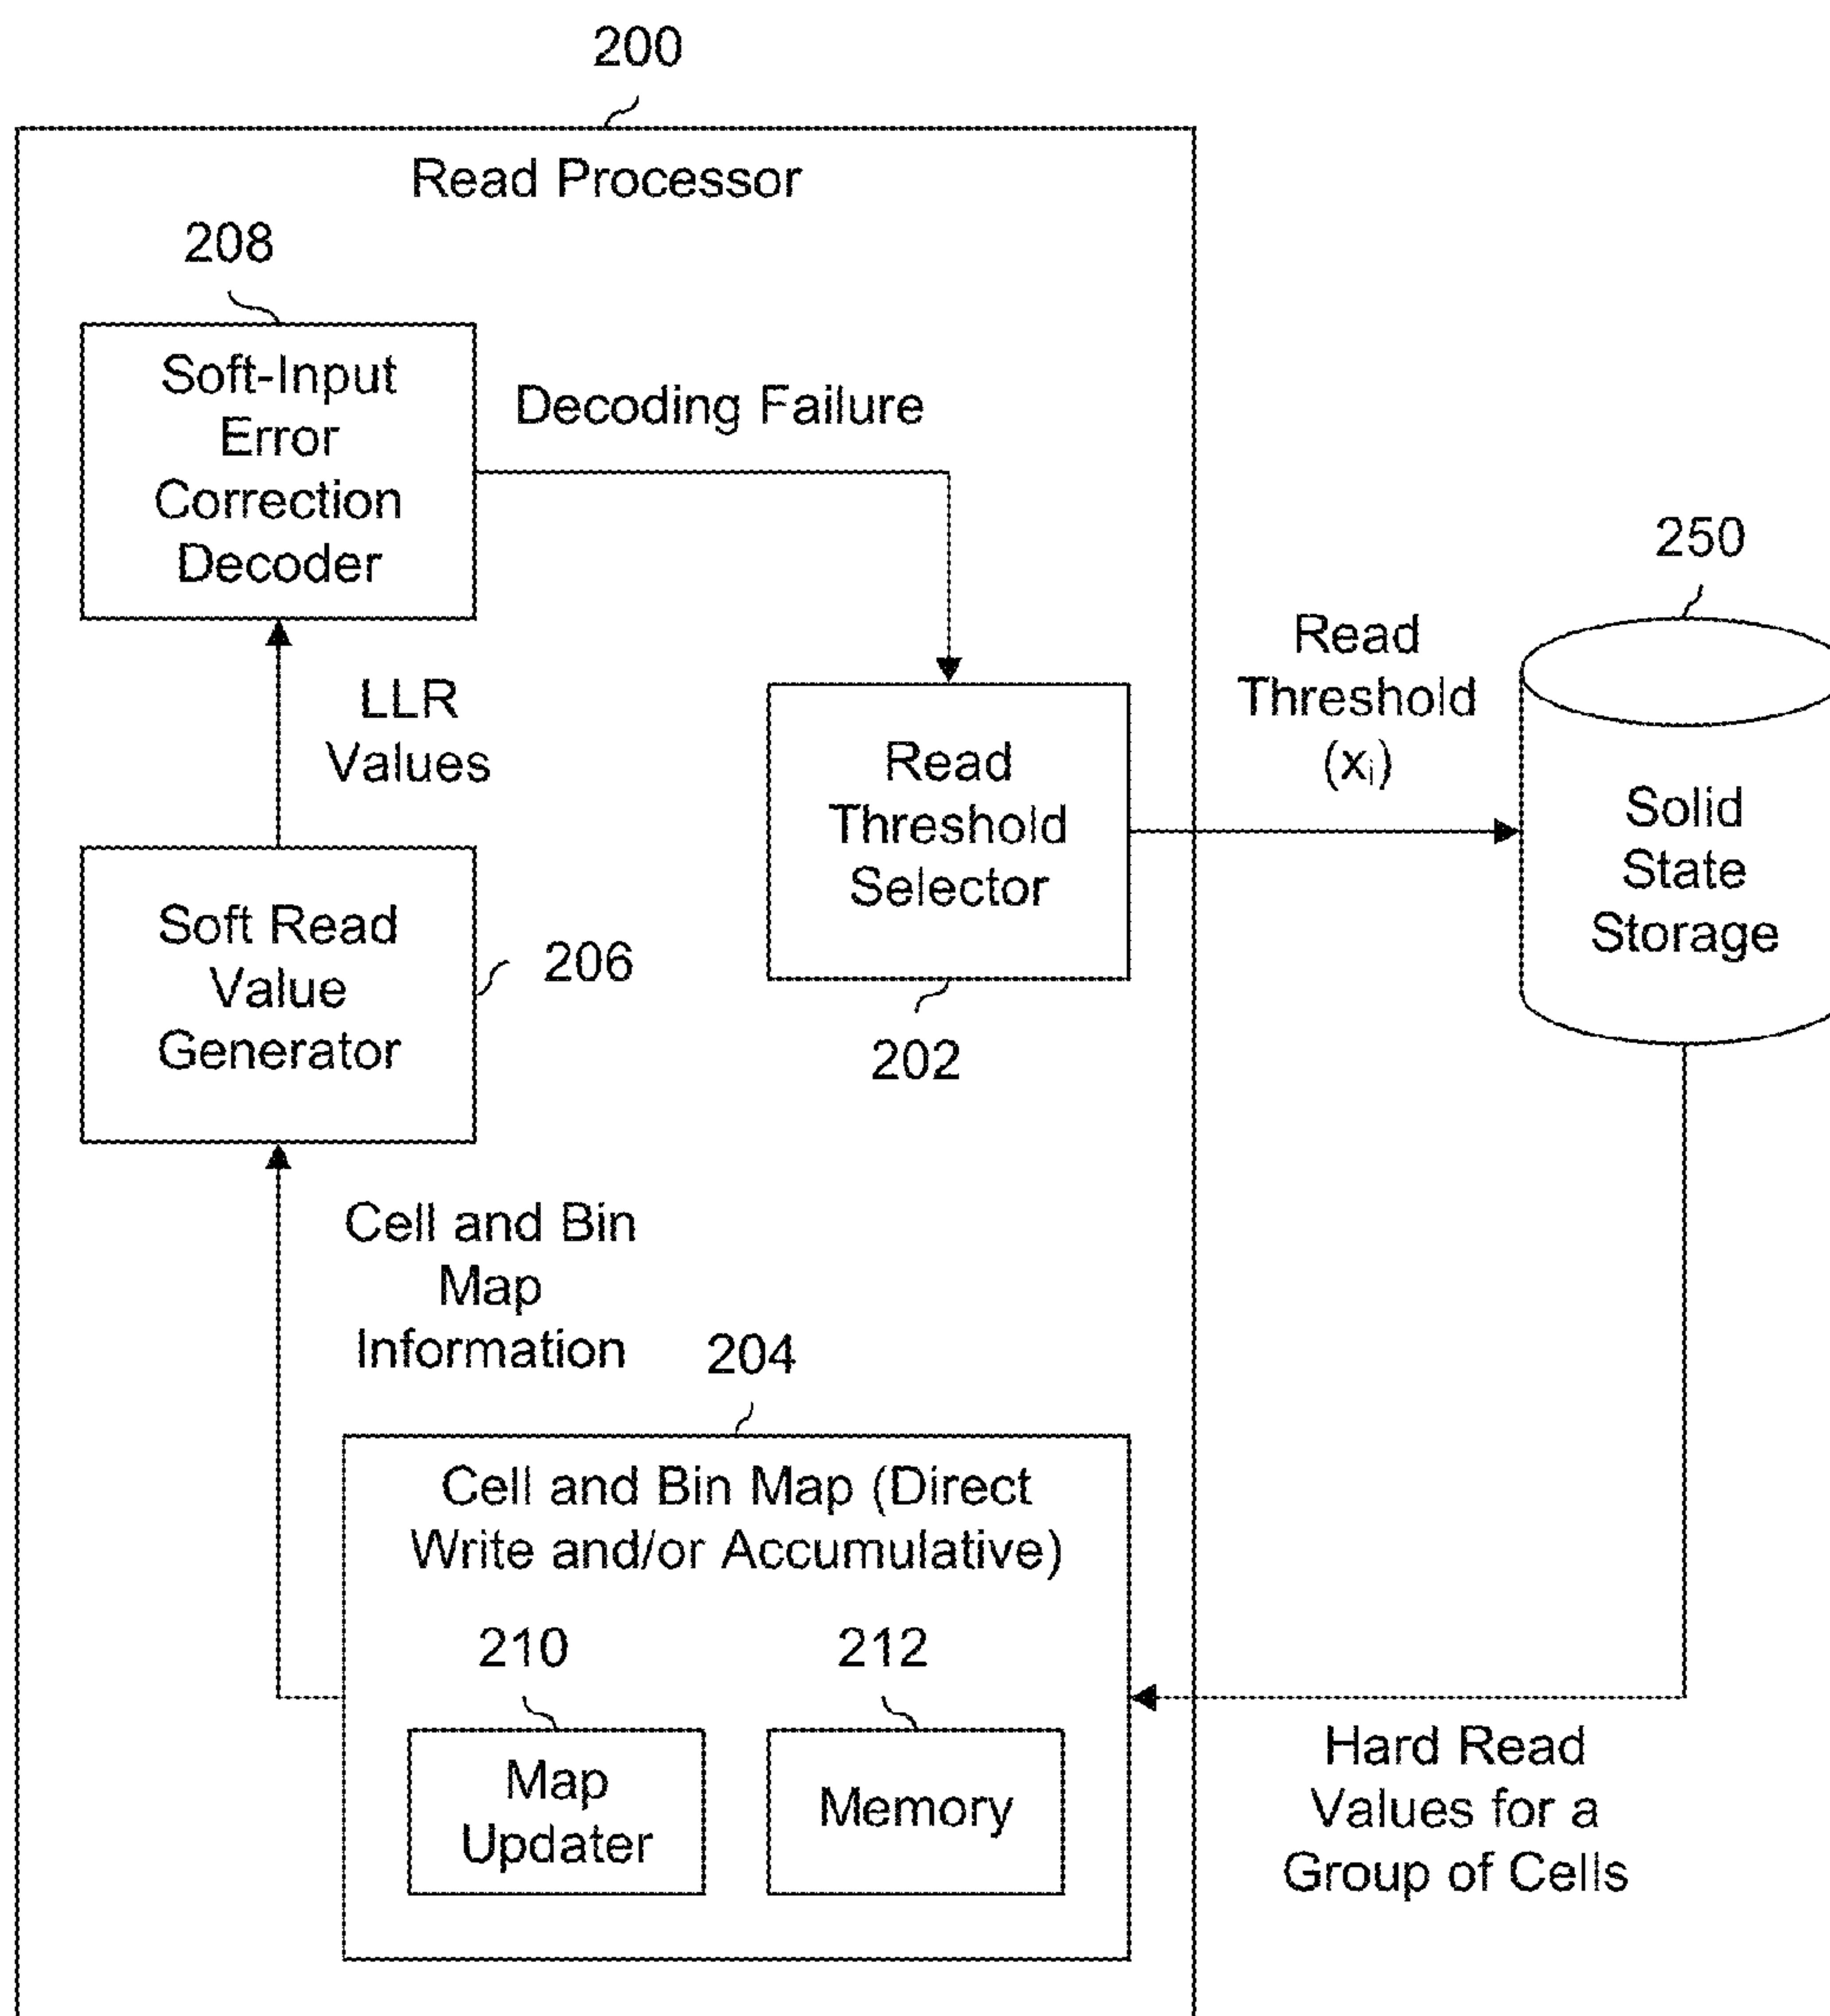 200
Read Processor
208
Soft-Input
Error
Correction
Decoder
Decoding Failure
250
Read
Threshold
(xᵢ)
LLR
Values
Read
Threshold
Selector
Solid
State
Storage
Soft Read
Value
Generator
206
202
Cell and Bin
Map
Information
204
Cell and Bin Map (Direct
Write and/or Accumulative)
210
212
Map
Updater
Memory
Hard Read
Values for a
Group of Cells